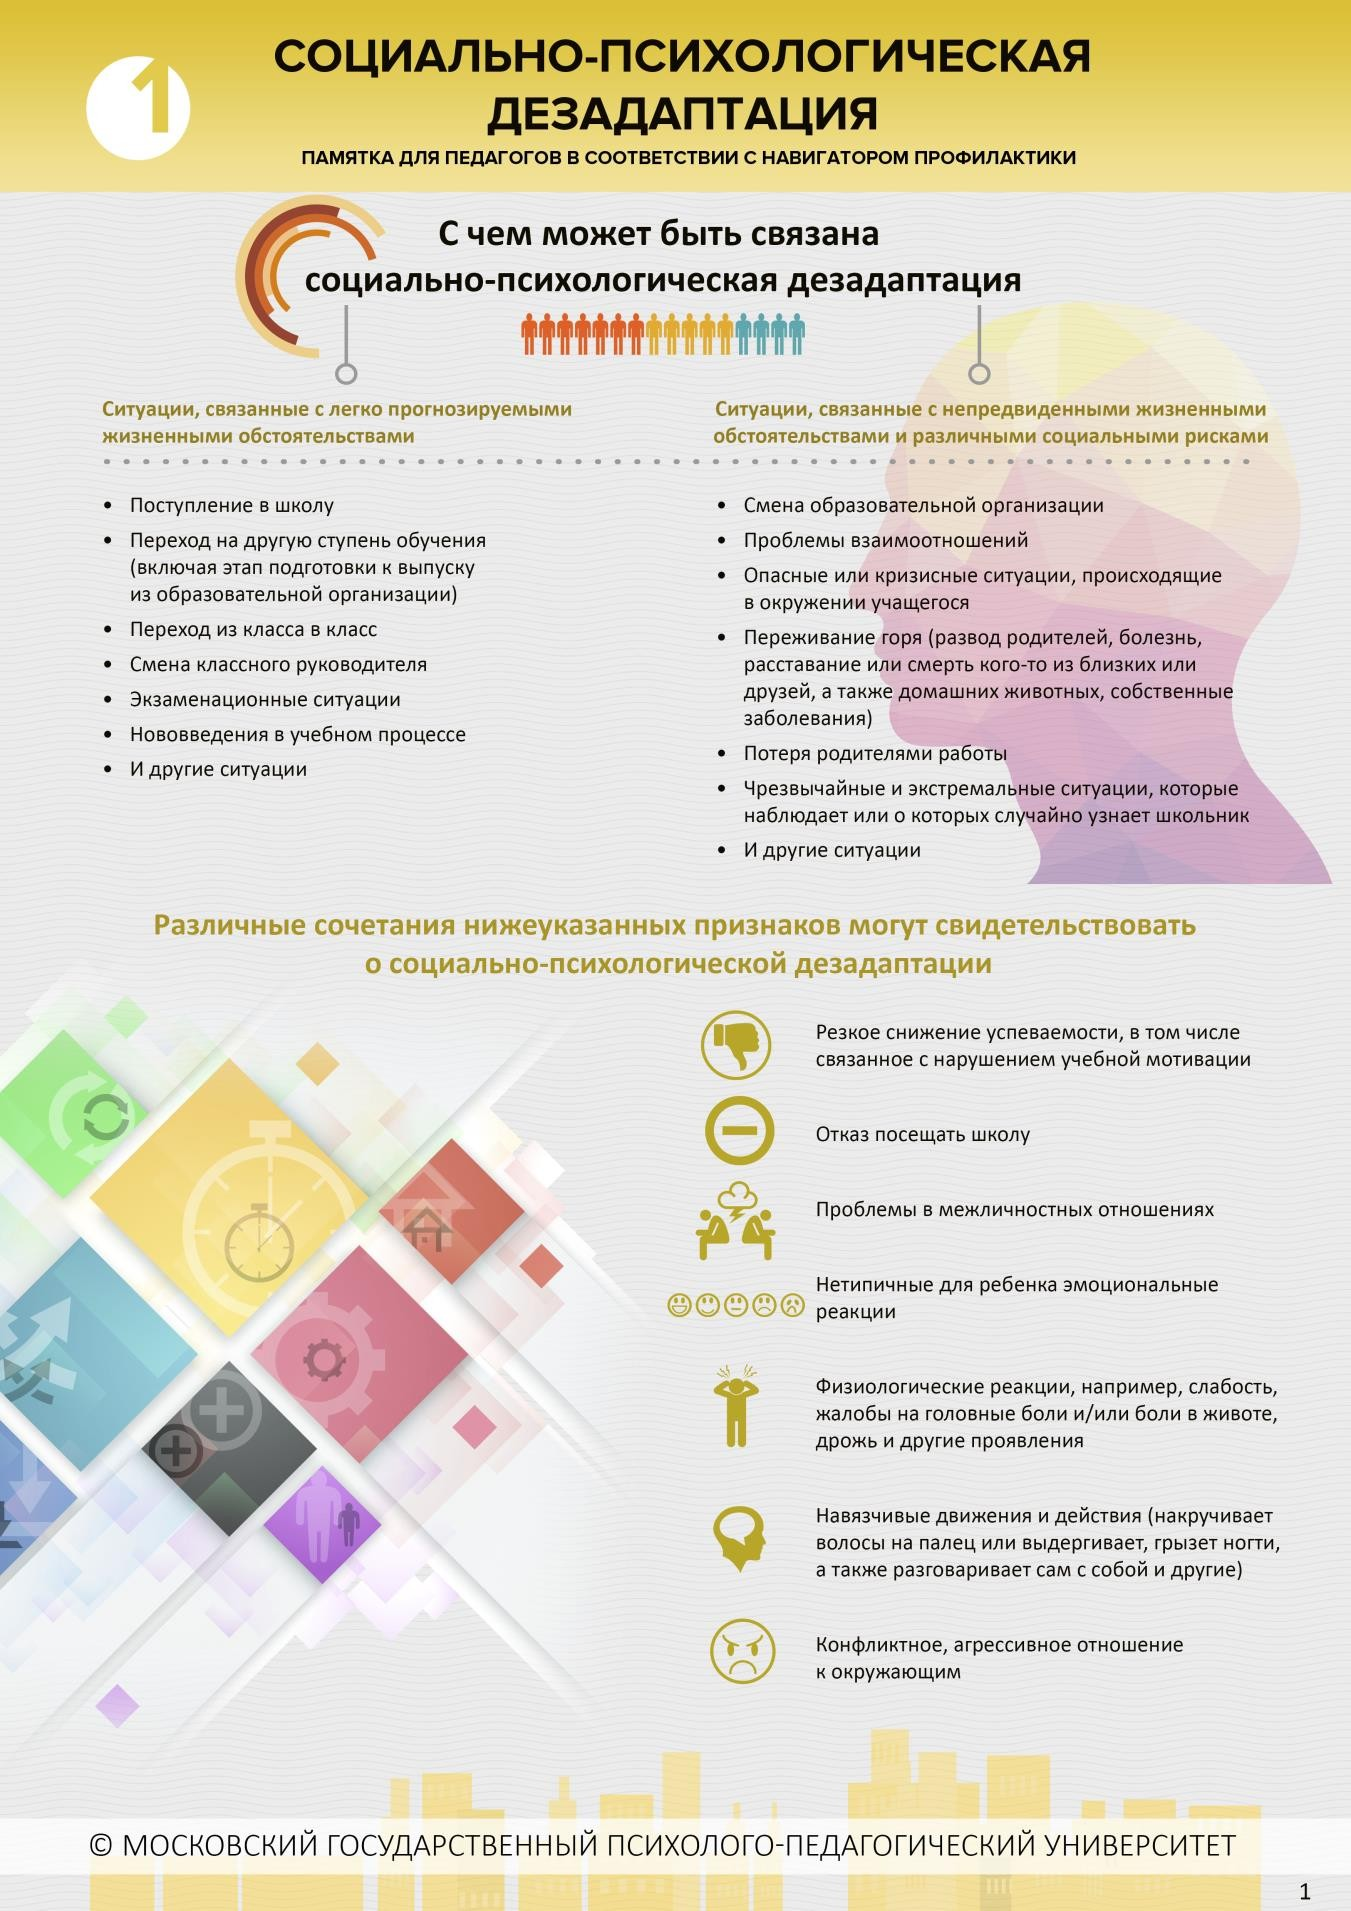 1
СОЦИАЛЬНО-ПСИХОЛОГИЧЕСКАЯ
ДЕЗАДАПТАЦИЯ
ПАМЯТКА ДЛЯ ПЕДАГОГОВ В СООТВЕТСТВИИ С НАВИГАТОРОМ ПРОФИЛАКТИКИ
С чем может быть связана
социально-психологическая дезадаптация
Ситуации, связанные с легко прогнозируемыми
жизненными обстоятельствами
• Поступление в школу
• Переход на другую ступень обучения
(включая этап подготовки к выпуску
из образовательной организации)
• Переход из класса в класс
• Смена классного руководителя
• Экзаменационные ситуации
• Нововведения в учебном процессе
• И другие ситуации
Ситуации, связанные с непредвиденными жизненными
обстоятельствами и различными социальными рисками
• Смена образовательной организации
• Проблемы взаимоотношений
• Опасные или кризисные ситуации, происходящие
в окружении учащегося
• Переживание горя (развод родителей, болезнь,
расставание или смерть кого-то из близких или
друзей, а также домашних животных, собственные
заболевания)
• Потеря родителями работы
• Чрезвычайные и экстремальные ситуации, которые
наблюдает или о которых случайно узнает школьник
• И другие ситуации
Различные сочетания нижеуказанных признаков могут свидетельствовать
о социально-психологической дезадаптации
Резкое снижение успеваемости, в том числе
связанное с нарушением учебной мотивации
Отказ посещать школу
Проблемы в межличностных отношениях
Нетипичные для ребенка эмоциональные
реакции
Физиологические реакции, например, слабость,
жалобы на головные боли и/или боли в животе,
дрожь и другие проявления
Навязчивые движения и действия (накручивает
волосы на палец или выдергивает, грызет ногти,
а также разговаривает сам с собой и другие)
Конфликтное, агрессивное отношение
к окружающим
© МОСКОВСКИЙ ГОСУДАРСТВЕННЫЙ ПСИХОЛОГО-ПЕДАГОГИЧЕСКИЙ УНИВЕРСИТЕТ
1